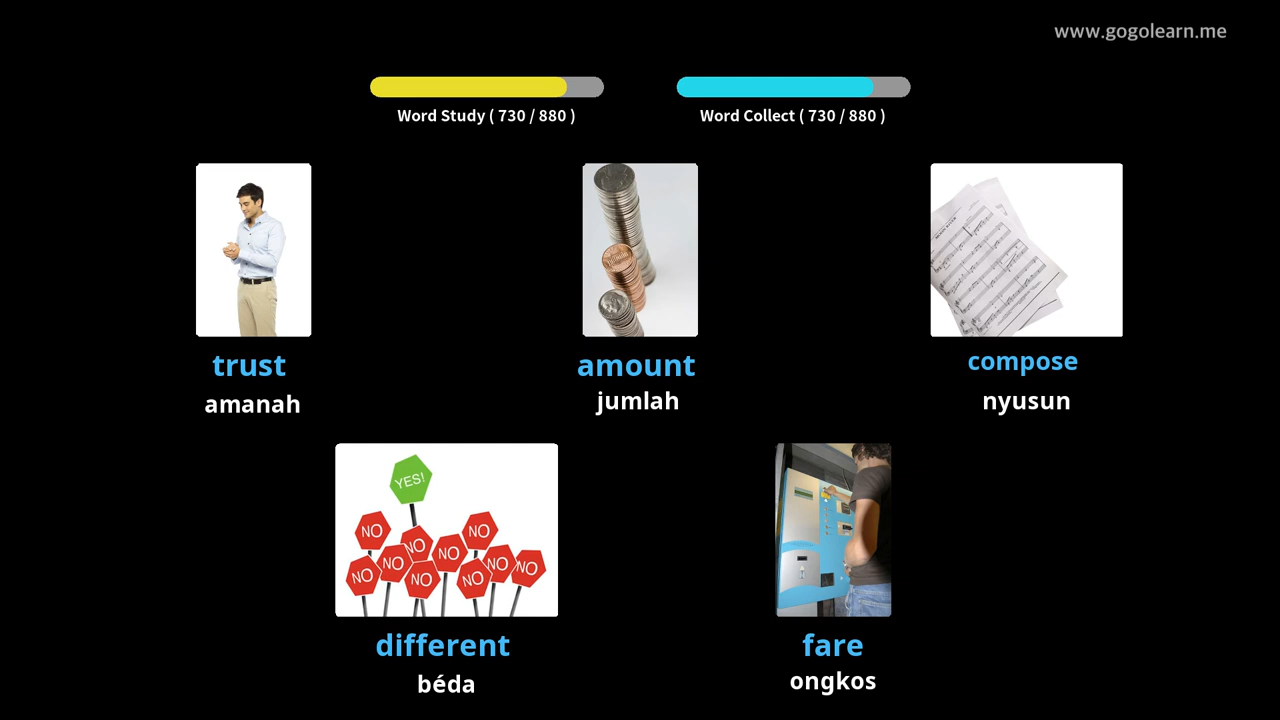 www.gogolearn.me
Word Study ( 730 / 880 )
Word Collect ( 730 / 880 )
trust
amanah
amount
jumlah
compose
nyusun
YES!
NO
NO
NO
NO
NO
NO
NO
NO
NO
NO
different
béda
fare
ongkos